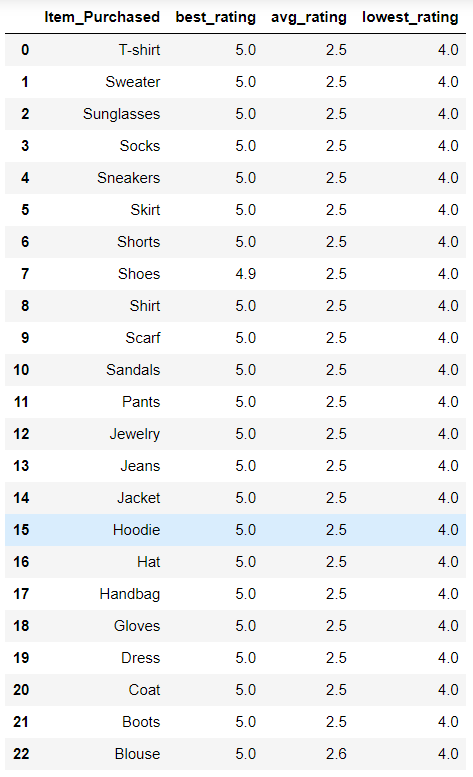 Item_Purchased best_rating avg_rating lowest_rating
0 T-shirt 5.0 2.5 4.0
1 Sweater 5.0 2.5 4.0
2 Sunglasses 5.0 2.5 4.0
3 Socks 5.0 2.5 4.0
4 Sneakers 5.0 2.5 4.0
5 Skirt 5.0 2.5 4.0
6 Shorts 5.0 2.5 4.0
7 Shoes 4.9 2.5 4.0
8 Shirt 5.0 2.5 4.0
9 Scarf 5.0 2.5 4.0
10 Sandals 5.0 2.5 4.0
11 Pants 5.0 2.5 4.0
12 Jewelry 5.0 2.5 4.0
13 Jeans 5.0 2.5 4.0
14 Jacket 5.0 2.5 4.0
15 Hoodie 5.0 2.5 4.0
16 Hat 5.0 2.5 4.0
17 Handbag 5.0 2.5 4.0
18 Gloves 5.0 2.5 4.0
19 Dress 5.0 2.5 4.0
20 Coat 5.0 2.5 4.0
21 Boots 5.0 2.5 4.0
22 Blouse 5.0 2.6 4.0